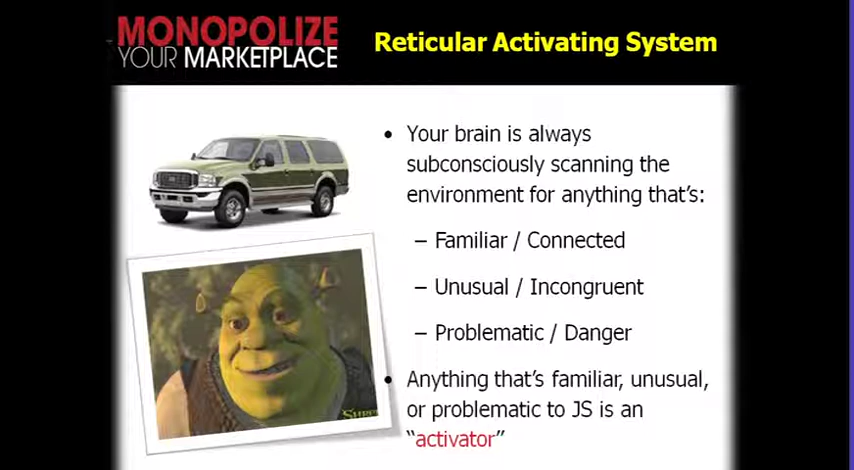 MONOPOLIZE
YOUR MARKETPLACE
Reticular Activating System
• Your brain is always
subconsciously scanning the
environment for anything that's:
– Familiar / Connected
– Unusual / Incongruent
– Problematic / Danger
• Anything that's familiar, unusual,
or problematic to JS is an
"activator"